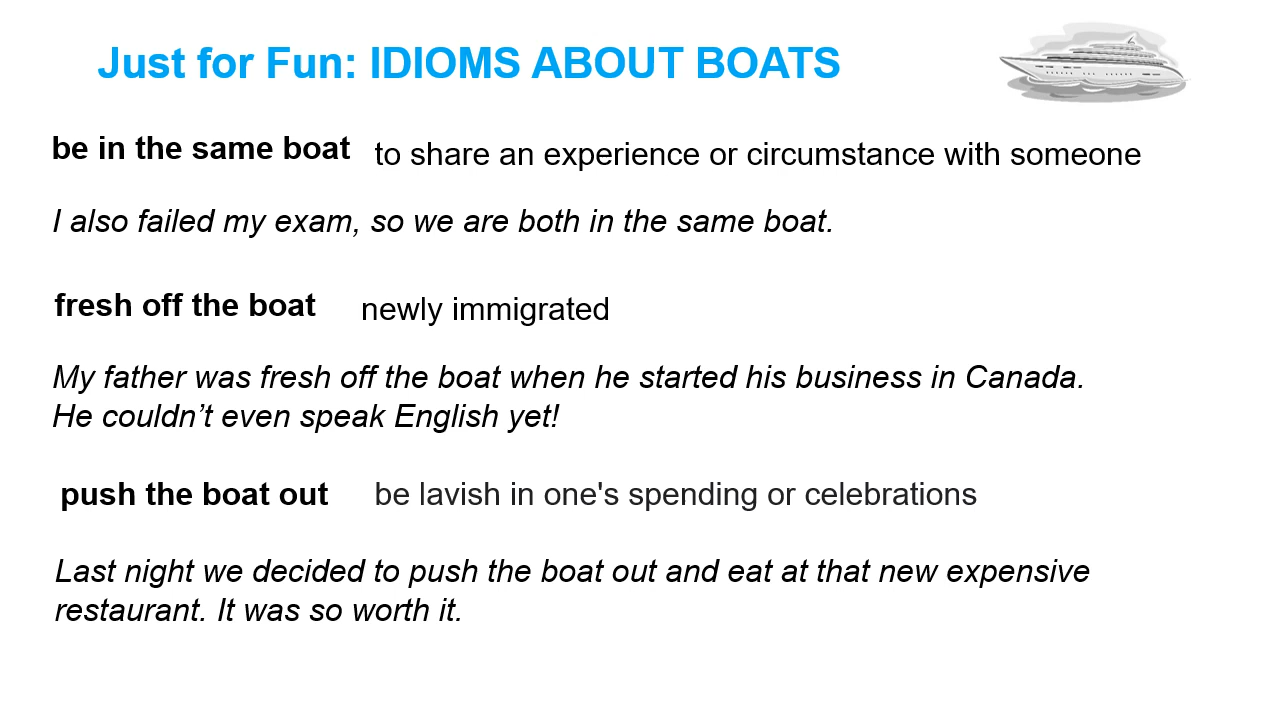 Just for Fun: IDIOMS ABOUT BOATS
be in the same boat to share an experience or circumstance with someone
I also failed my exam, so we are both in the same boat.
fresh off the boat newly immigrated
My father was fresh off the boat when he started his business in Canada.
He couldn’t even speak English yet!
push the boat out be lavish in one's spending or celebrations
Last night we decided to push the boat out and eat at that new expensive
restaurant. It was so worth it.